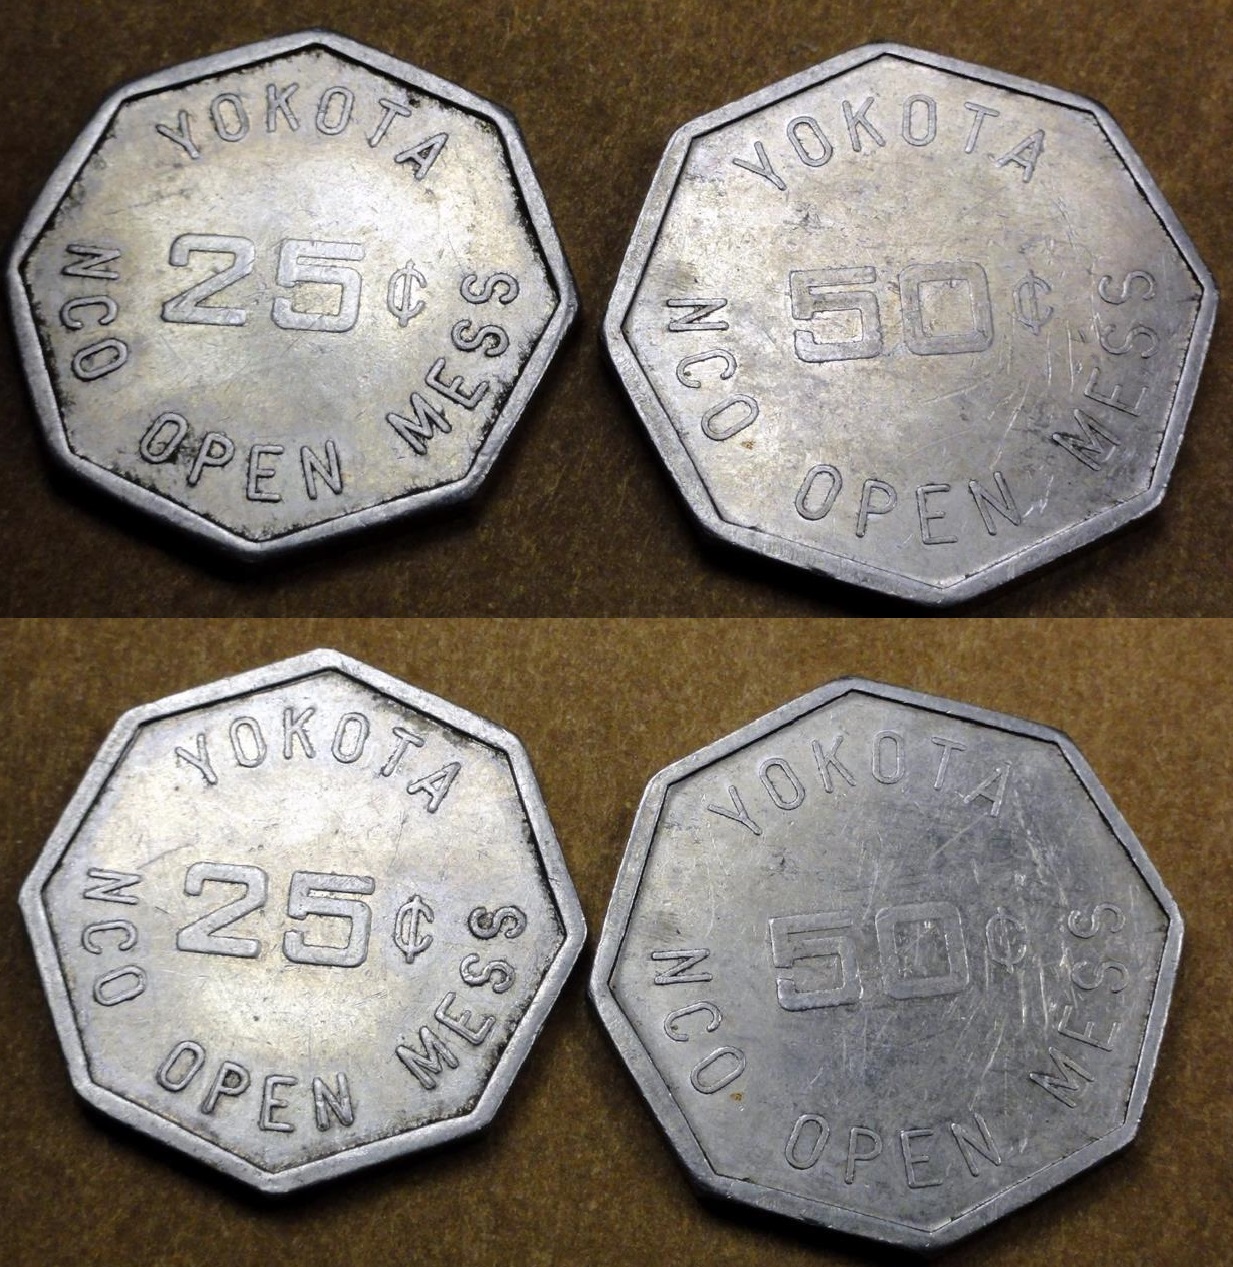 YOKOTA
25¢
NCO OPEN MESS
YOKOTA
50¢
NCO OPEN MESS
YOKOTA
25¢
NCO OPEN MESS
YOKOTA
50¢
NCO OPEN MESS